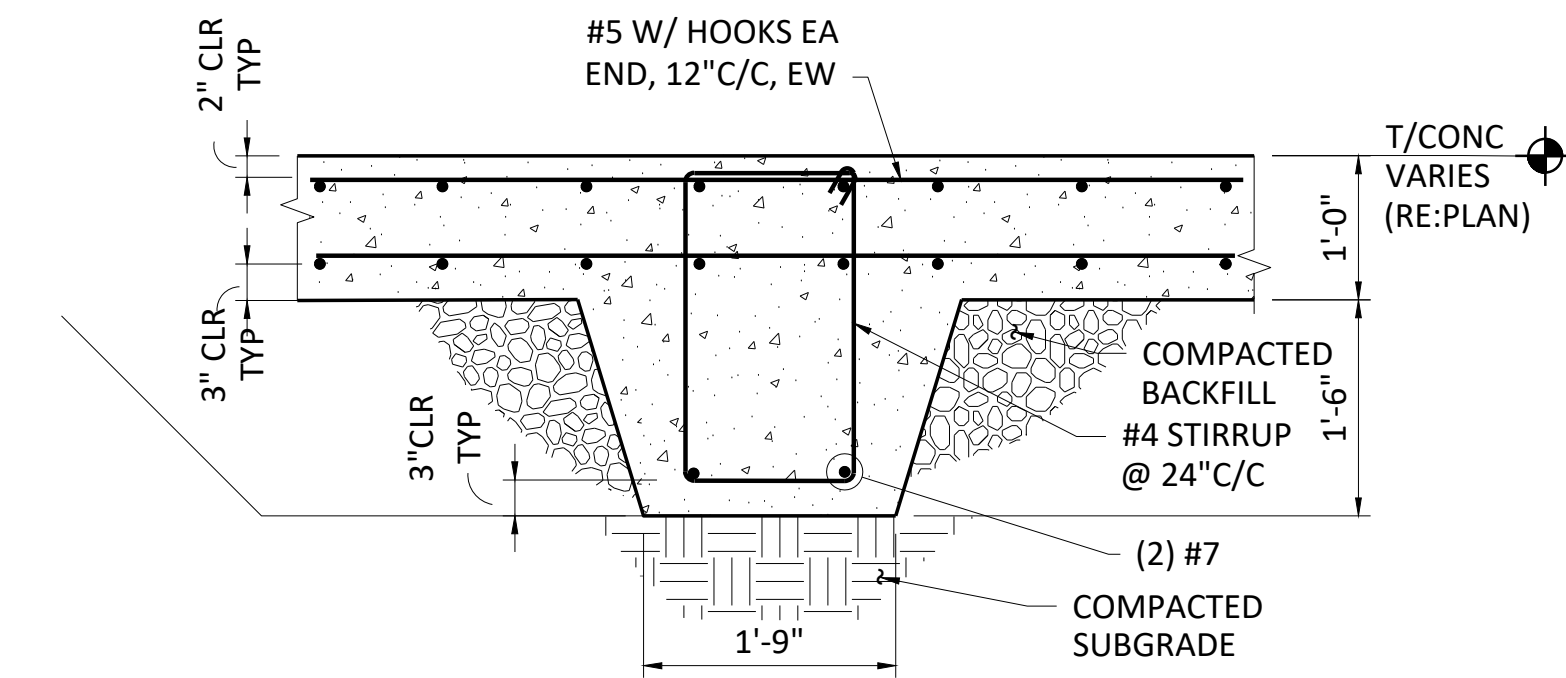 #5 W/ HOOKS EA
END, 12"C/C, EW
2" CLR
TYP
T/CONC
VARIES
(RE:PLAN)
1'-0"
3" CLR
TYP
3"CLR
TYP
COMPACTED
BACKFILL
1'-6"
#4 STIRRUP
@ 24"C/C
(2) #7
COMPACTED
SUBGRADE
1'-9"